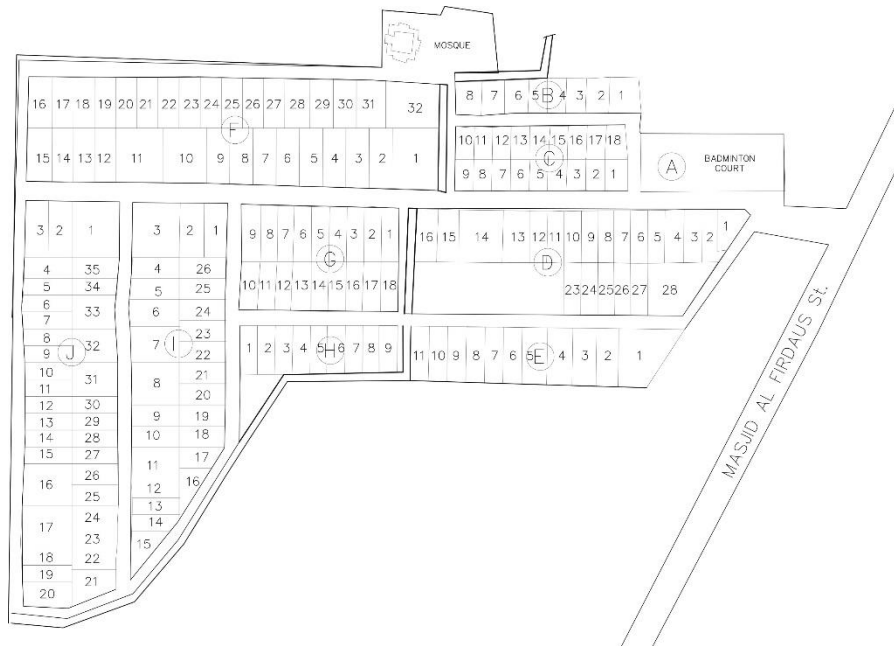 MOSQUE
8 7 6 5 B 4 3 2 1
16 17 18 19 20 21 22 23 24 25 26 27 28 29 30 31 32
F
15 14 13 12 11 10 9 8 7 6 5 4 3 2 1
10 11 12 13 14 15 16 17 18
C
9 8 7 6 5 4 3 2 1
A
BADMINTON
COURT
3 2 1
4 35
5 34
6 33
7
8 32
J
9
10 31
11
12 30
13 29
14 28
15 27
16 26
25
17 24
23
18 22
19 21
20
3 2 1
4 26
5 25
6 24
7 I 23
22
8 21
20
9 19
10 18
11 17
12 16
13
14
15
9 8 7 6 5 4 3 2 1
G
10 11 12 13 14 15 16 17 18
1 2 3 4 5 H 6 7 8 9
16 15 14 13 12 11 10 9 8 7 6 5 4 3 2 1
D
23 24 25 26 27 28
11 10 9 8 7 6 5 E 4 3 2 1
MASJID AL FIRDAUS St.